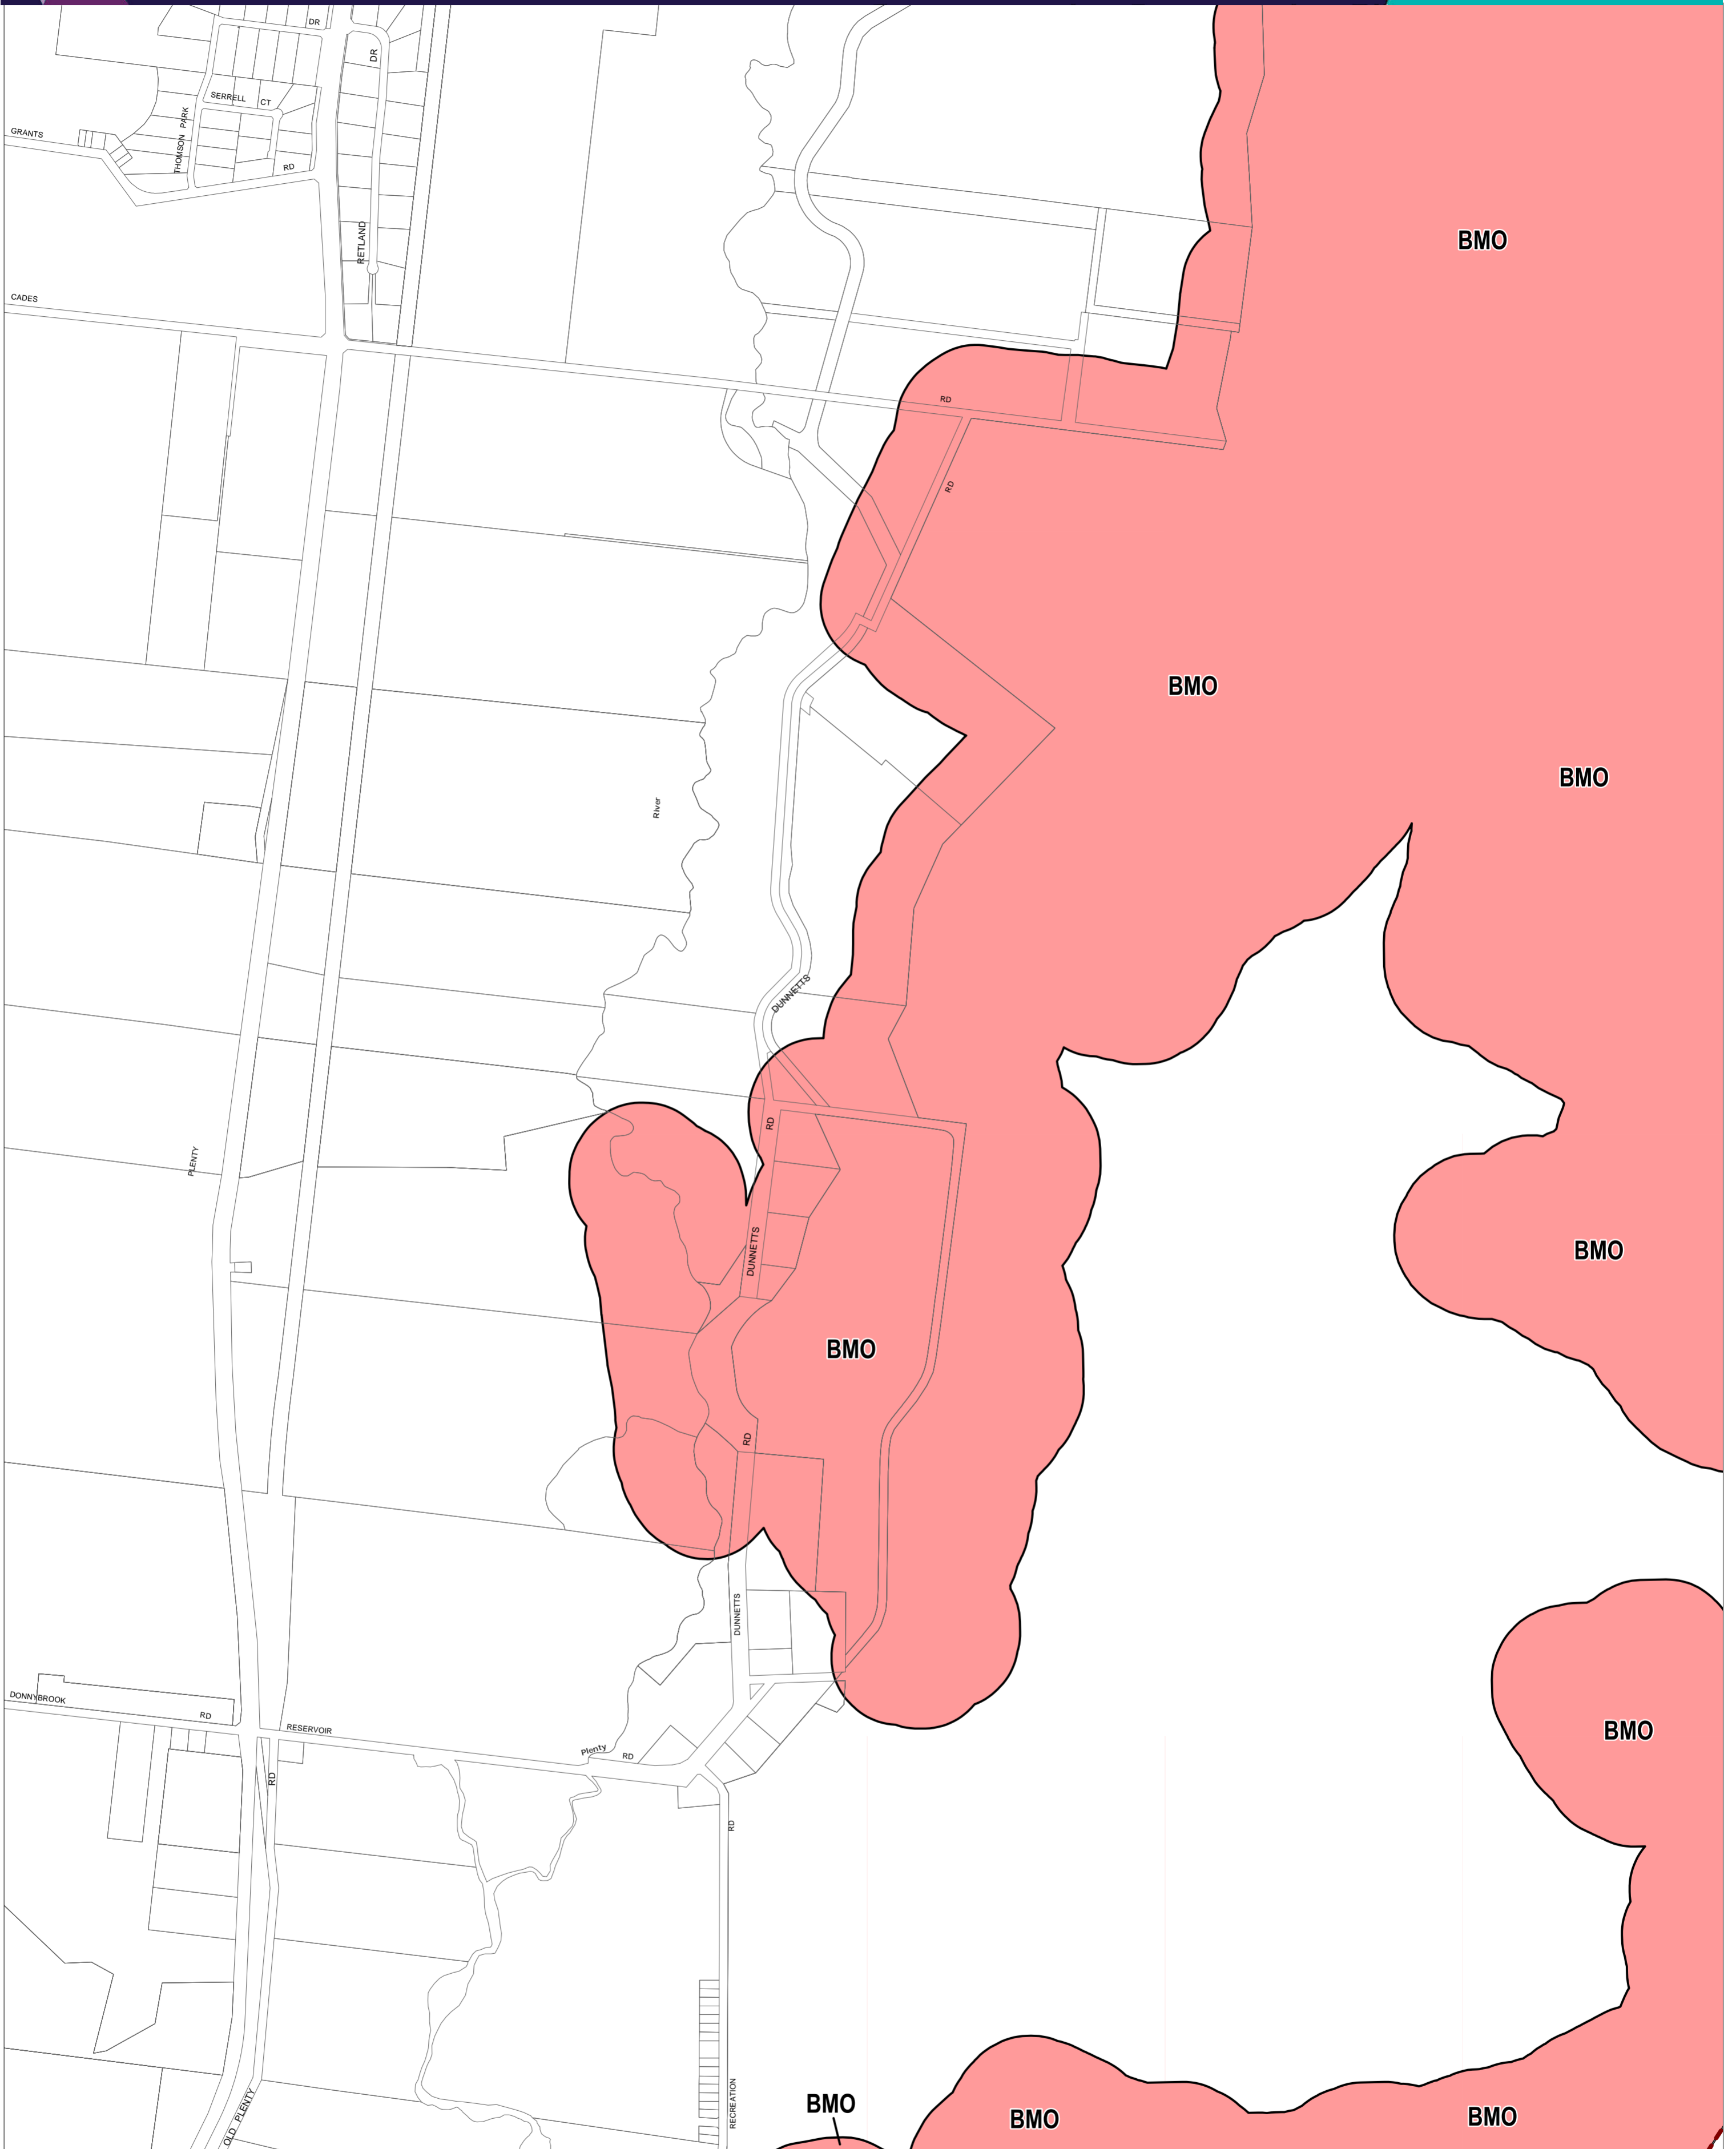 DR
DR
SERRELL CT
THOMSON PARK
GRANTS
RD
RETLAND
BMO
CADES
RD
RD
BMO
BMO
River
DUNNETTS
RD
PLENTY
DUNNETTS
BMO
BMO
RD
DUNNETTS
DONNYBROOK
RD
RESERVOIR
Plenty
RD
BMO
RD
RD
RECREATION
OLD PLENTY
BMO
BMO
BMO